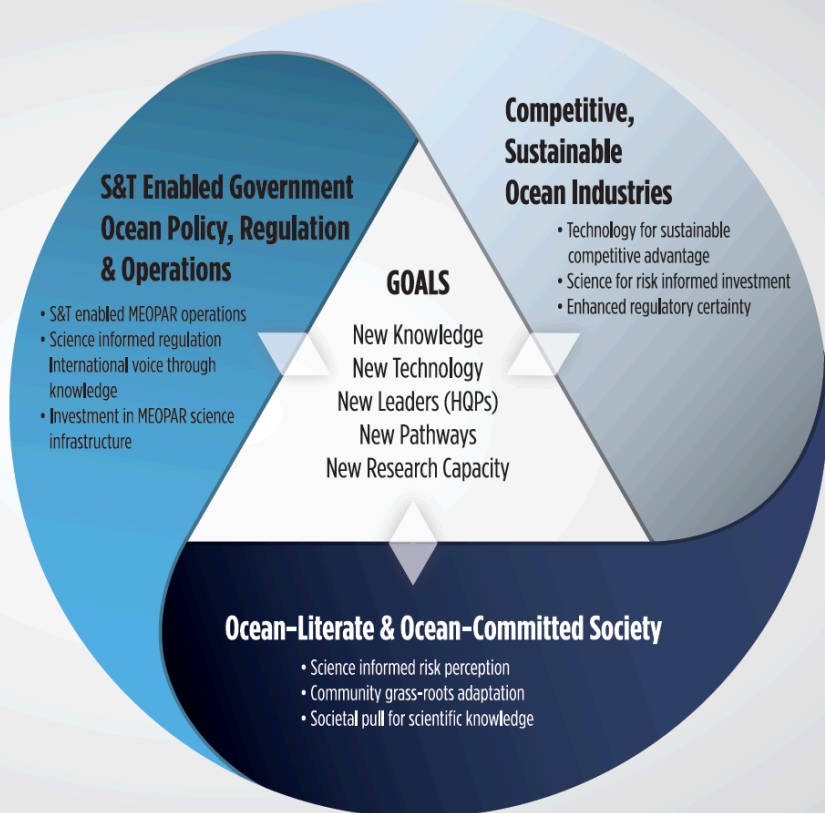 S&T Enabled Government
Ocean Policy, Regulation
& Operations
• S&T enabled MEOPAR operations
• Science informed regulation
International voice through
knowledge
• Investment in MEOPAR science
infrastructure
Competitive,
Sustainable
Ocean Industries
• Technology for sustainable
competitive advantage
• Science for risk informed investment
• Enhanced regulatory certainty
GOALS
New Knowledge
New Technology
New Leaders (HQPs)
New Pathways
New Research Capacity
Ocean-Literate & Ocean-Committed Society
• Science informed risk perception
• Community grass-roots adaptation
• Societal pull for scientific knowledge